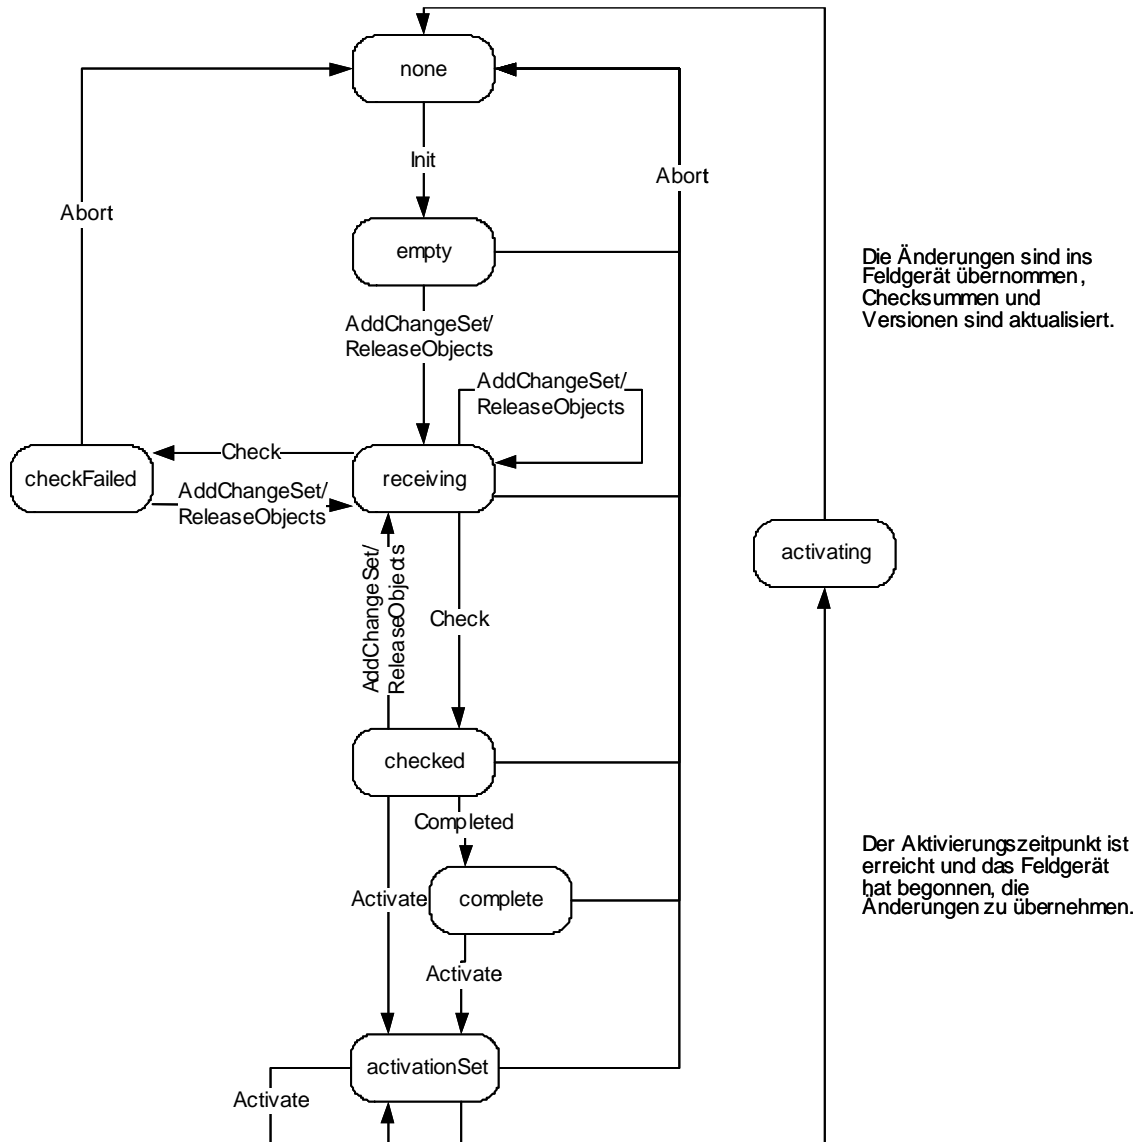 none
Init
Abort
Abort
empty
Die Änderungen sind ins
Feldgerät übernommen,
Checksummen und
Versionen sind aktualisiert.
AddChangeSet/
ReleaseObjects
AddChangeSet/
ReleaseObjects
Check
checkFailed
receiving
AddChangeSet/
ReleaseObjects
activating
AddChangeSet/
ReleaseObjects
Check
checked
Completed
Der Aktivierungszeitpunkt ist
erreicht und das Feldgerät
hat begonnen, die
Änderungen zu übernehmen.
Activate
complete
Activate
activationSet
Activate